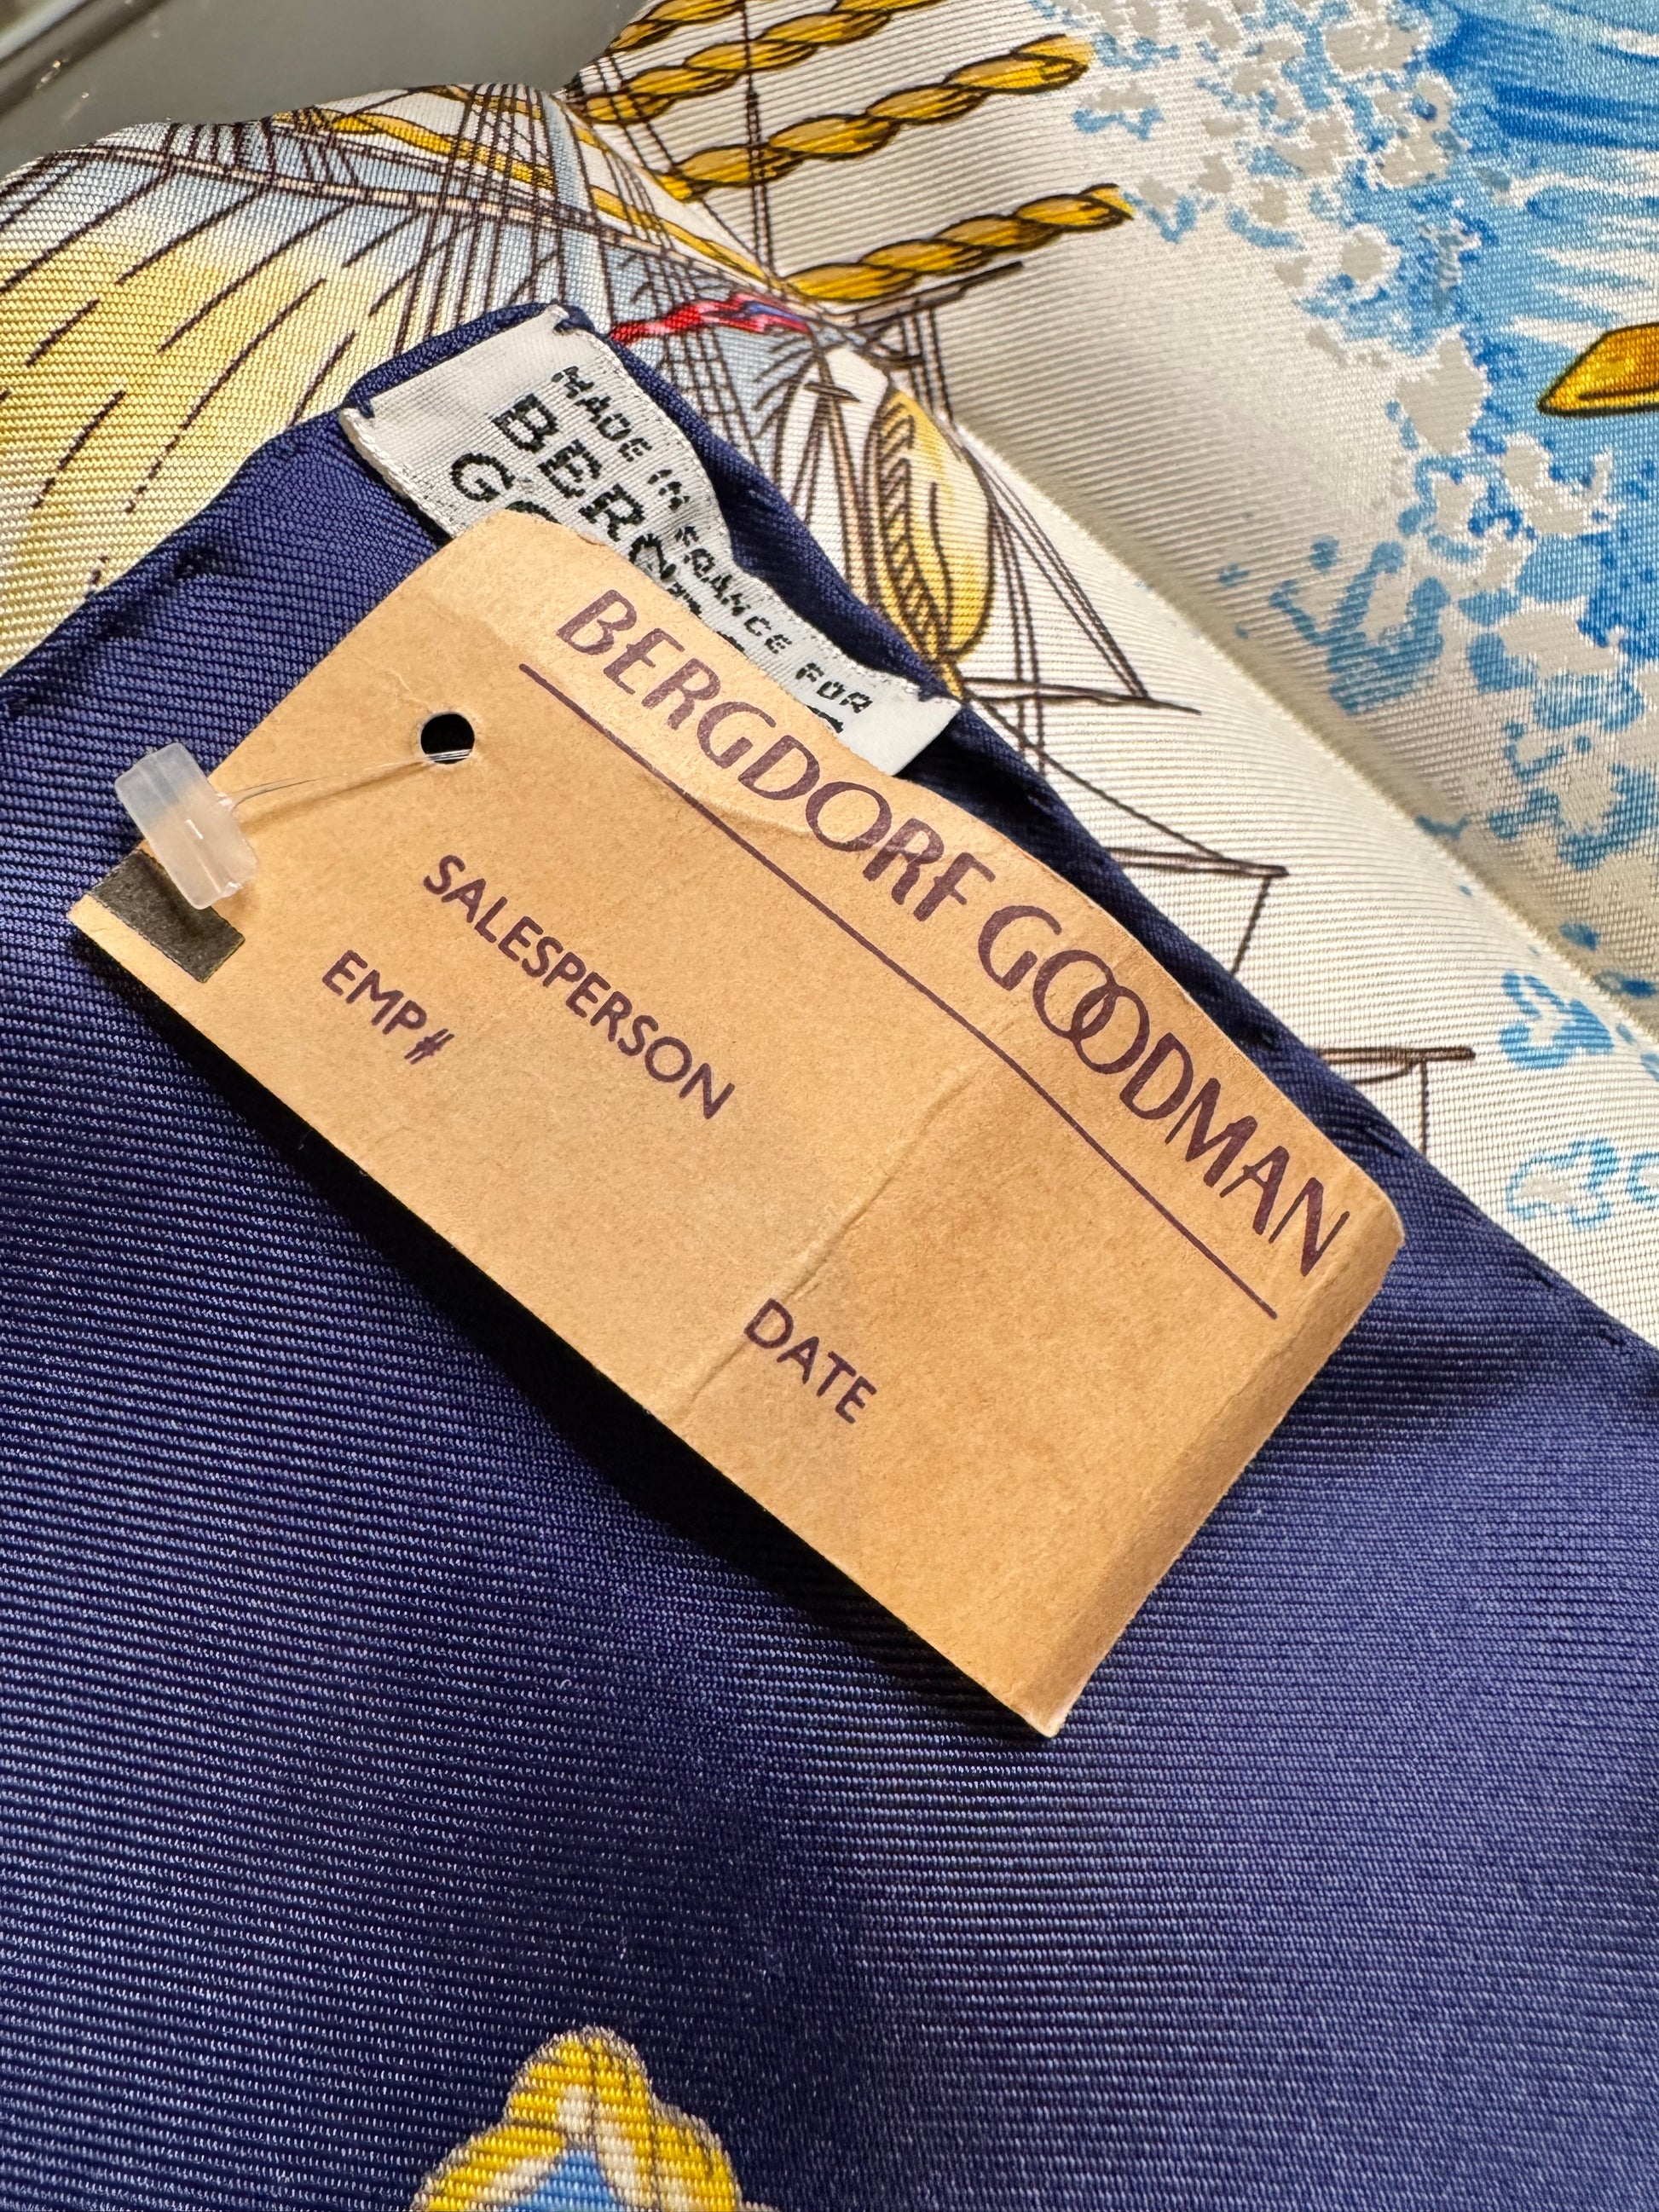 MADE IN FRANCE FOR
BERGDORF GOODMAN
SALESPERSON
EMP#
DATE